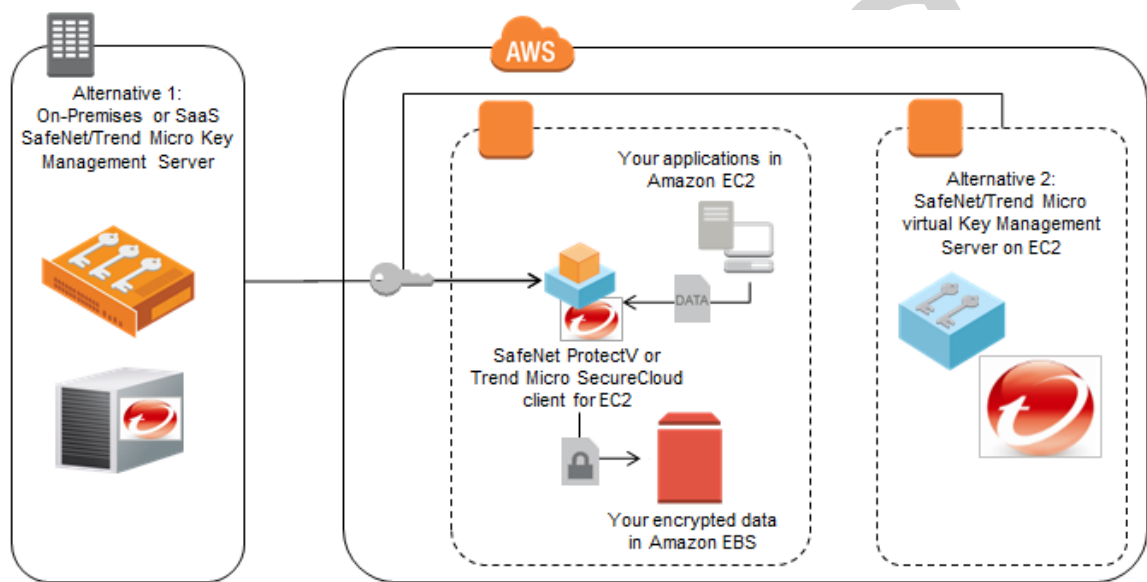 AWS
Alternative 1:
On-Premises or SaaS
SafeNet/Trend Micro Key
Management Server
Your applications in
Amazon EC2
DATA
SafeNet ProtectV or
Trend Micro SecureCloud
client for EC2
Your encrypted data
in Amazon EBS
Alternative 2:
SafeNet/Trend Micro
virtual Key Management
Server on EC2